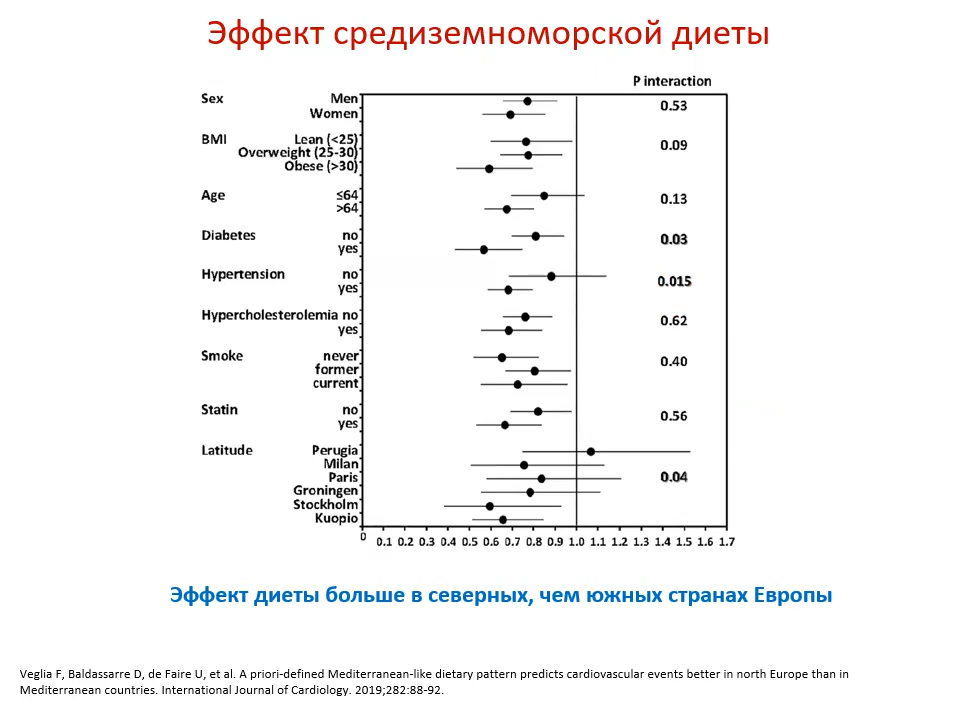 Эффект средиземноморской диеты
P interaction
Sex Men 0.53
Women
BMI Lean (<25) 0.09
Overweight (25-30)
Obese (>30)
Age ≤64 0.13
>64
Diabetes no 0.03
yes
Hypertension no 0.015
yes
Hypercholesterolemia no 0.62
yes
Smoke never 0.40
former
current
Statin no 0.56
yes
Latitude Perugia
Milan
Paris 0.04
Groningen
Stockholm
Kuopio
0 0.1 0.2 0.3 0.4 0.5 0.6 0.7 0.8 0.9 1.0 1.1 1.2 1.3 1.4 1.5 1.6 1.7
Эффект диеты больше в северных, чем южных странах Европы
Veglia F, Baldassarre D, de Faire U, et al. A priori-defined Mediterranean-like dietary pattern predicts cardiovascular events better in north Europe than in
Mediterranean countries. International Journal of Cardiology. 2019;282:88-92.